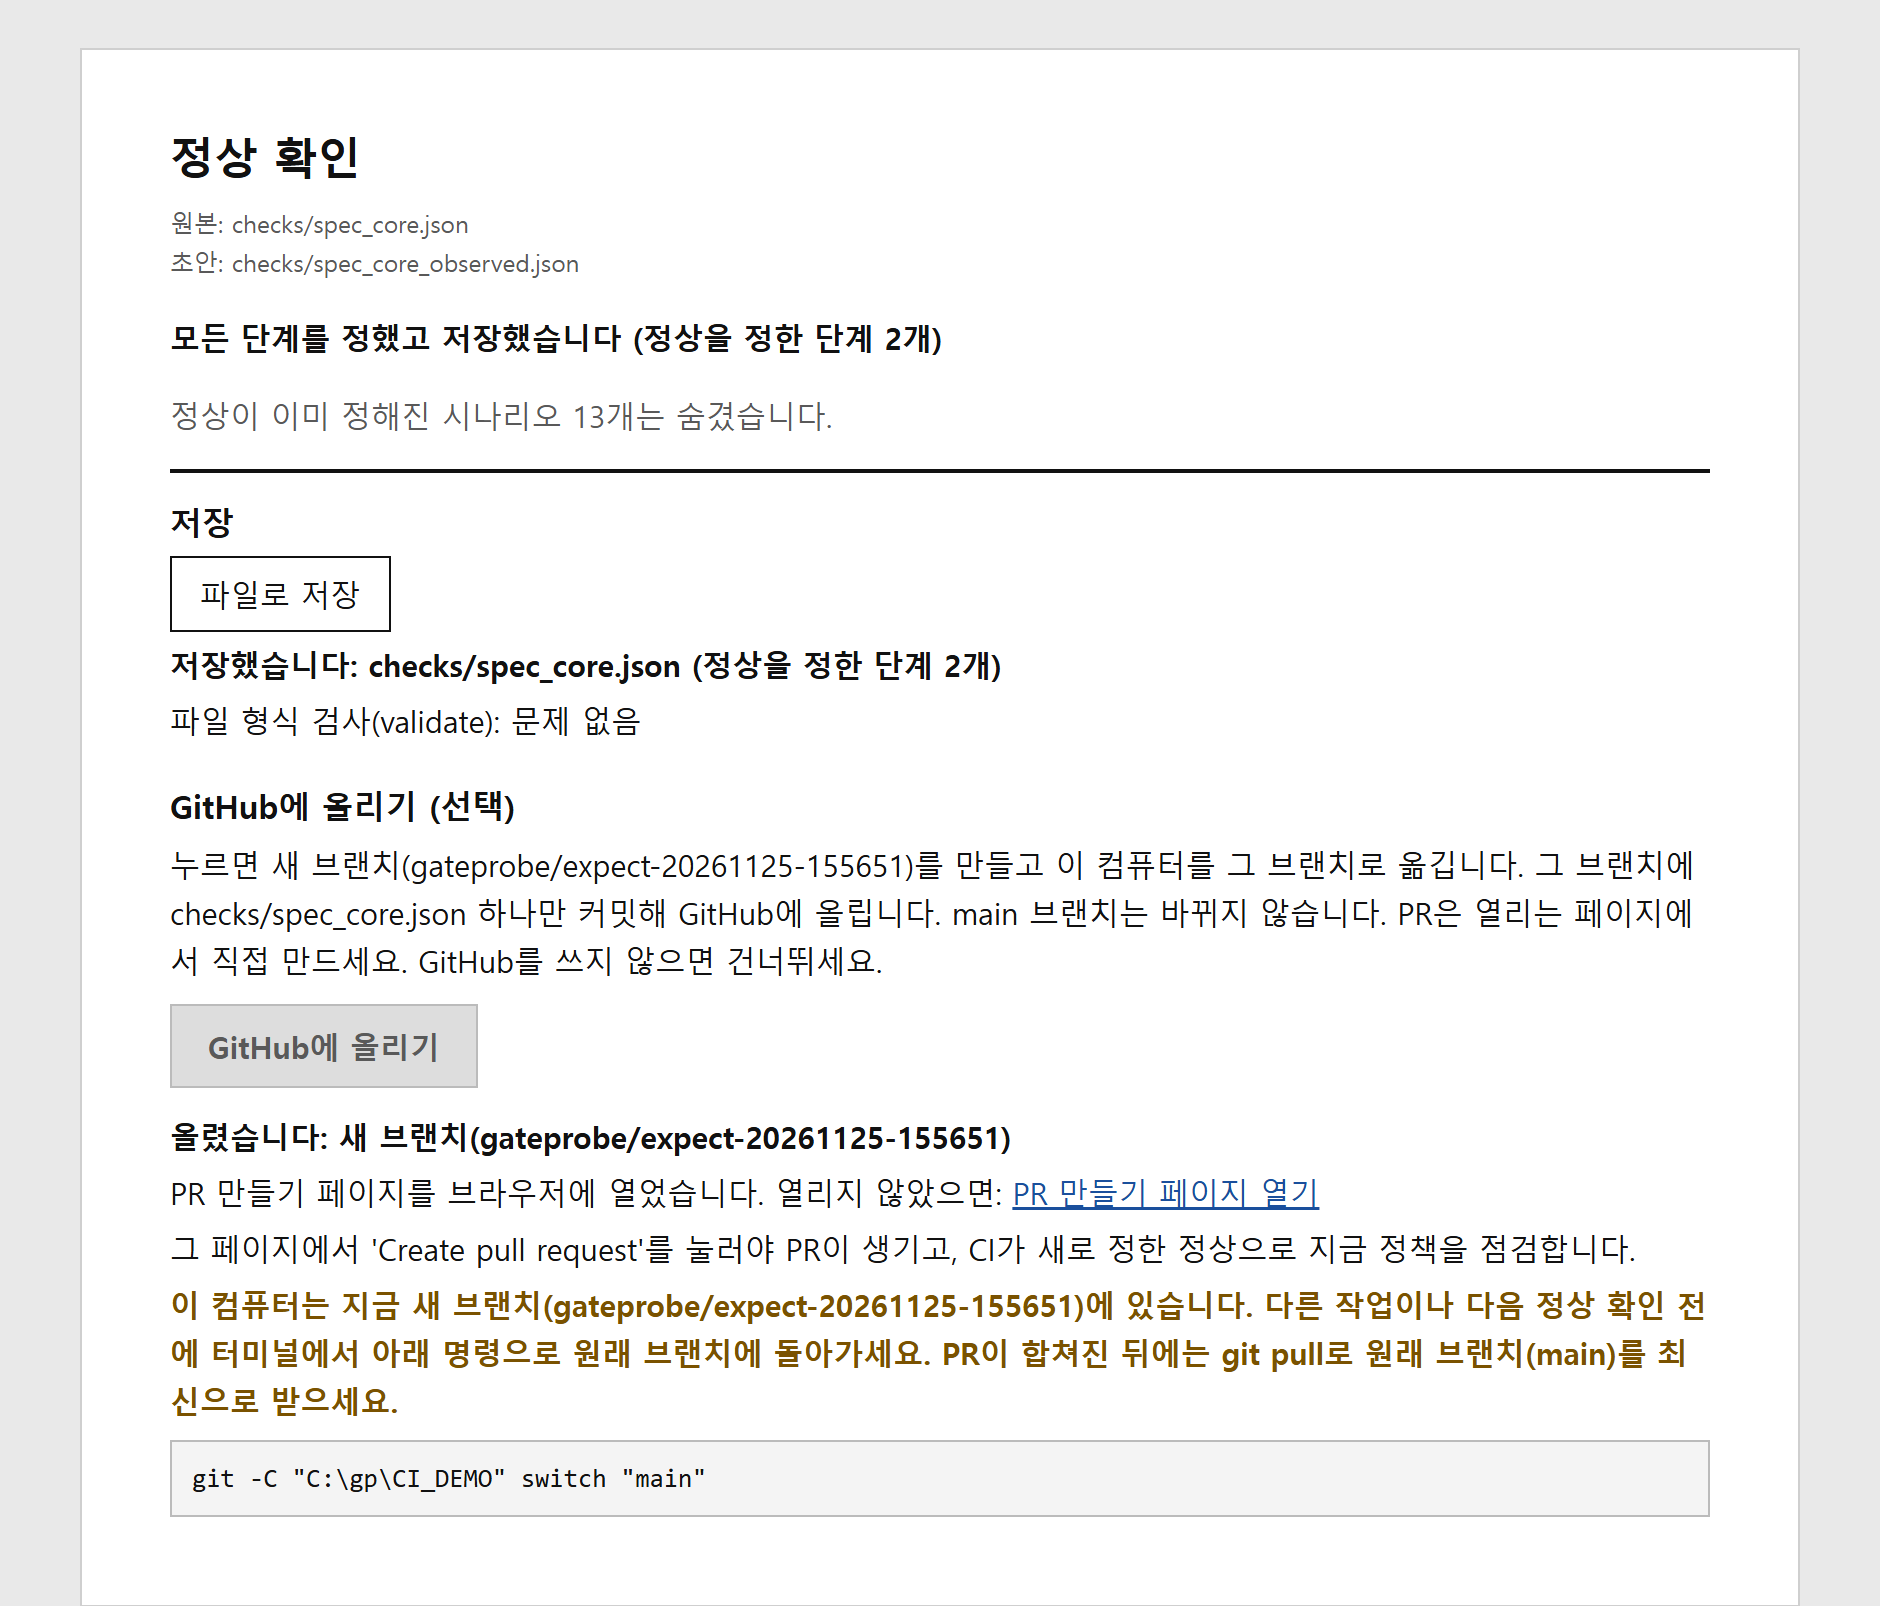 정상 확인
원본: checks/spec_core.json
초안: checks/spec_core_observed.json
모든 단계를 정했고 저장했습니다 (정상을 정한 단계 2개)
정상이 이미 정해진 시나리오 13개는 숨겼습니다.
저장
파일로 저장
저장했습니다: checks/spec_core.json (정상을 정한 단계 2개)
파일 형식 검사(validate): 문제 없음
GitHub에 올리기 (선택)
누르면 새 브랜치(gateprobe/expect-20261125-155651)를 만들고 이 컴퓨터를 그 브랜치로 옮깁니다. 그 브랜치에
checks/spec_core.json 하나만 커밋해 GitHub에 올립니다. main 브랜치는 바뀌지 않습니다. PR은 열리는 페이지에
서 직접 만드세요. GitHub를 쓰지 않으면 건너뛰세요.
GitHub에 올리기
올렸습니다: 새 브랜치(gateprobe/expect-20261125-155651)
PR 만들기 페이지를 브라우저에 열었습니다. 열리지 않았으면: PR 만들기 페이지 열기
그 페이지에서 'Create pull request'를 눌러야 PR이 생기고, CI가 새로 정한 정상으로 지금 정책을 점검합니다.
이 컴퓨터는 지금 새 브랜치(gateprobe/expect-20261125-155651)에 있습니다. 다른 작업이나 다음 정상 확인 전
에 터미널에서 아래 명령으로 원래 브랜치에 돌아가세요. PR이 합쳐진 뒤에는 git pull로 원래 브랜치(main)를 최
신으로 받으세요.
git -C "C:\gp\CI_DEMO" switch "main"